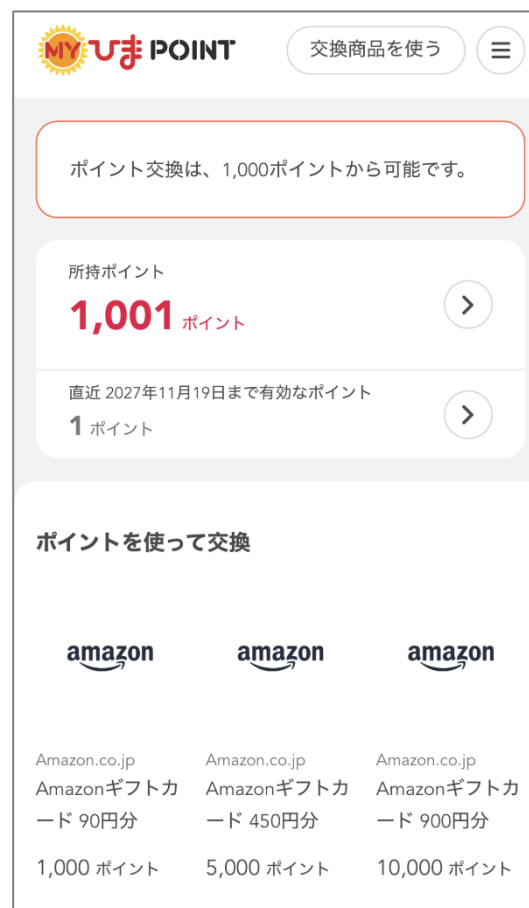 MY ひま POINT
交換商品を使う
ポイント交換は、1,000ポイントから可能です。
所持ポイント
1,001 ポイント
直近 2027年11月19日まで有効なポイント
1 ポイント
ポイントを使って交換
amazon amazon amazon
Amazon.co.jp Amazon.co.jp Amazon.co.jp
Amazonギフトカ Amazonギフトカ Amazonギフトカ
ード 90円分 ード 450円分 ード 900円分
1,000 ポイント 5,000 ポイント 10,000 ポイント